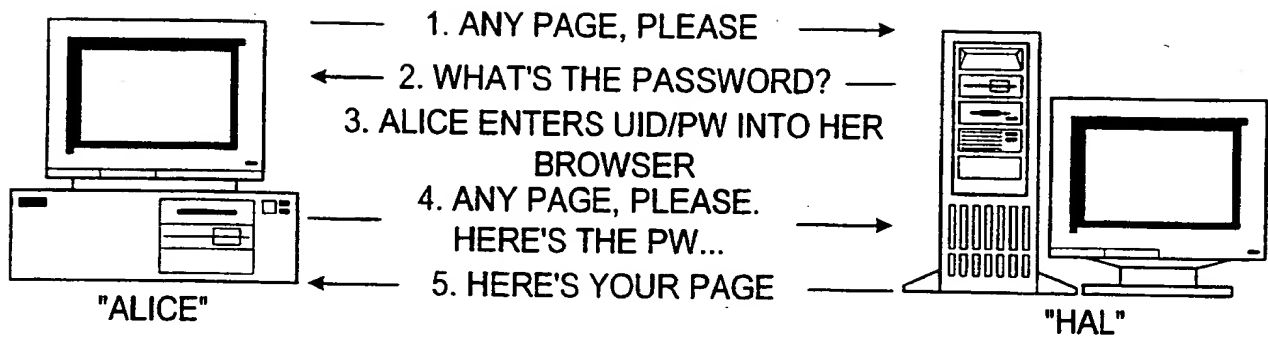 1. ANY PAGE, PLEASE
2. WHAT'S THE PASSWORD?
3. ALICE ENTERS UID/PW INTO HER
BROWSER
4. ANY PAGE, PLEASE.
HERE'S THE PW...
5. HERE'S YOUR PAGE
"ALICE"
"HAL"